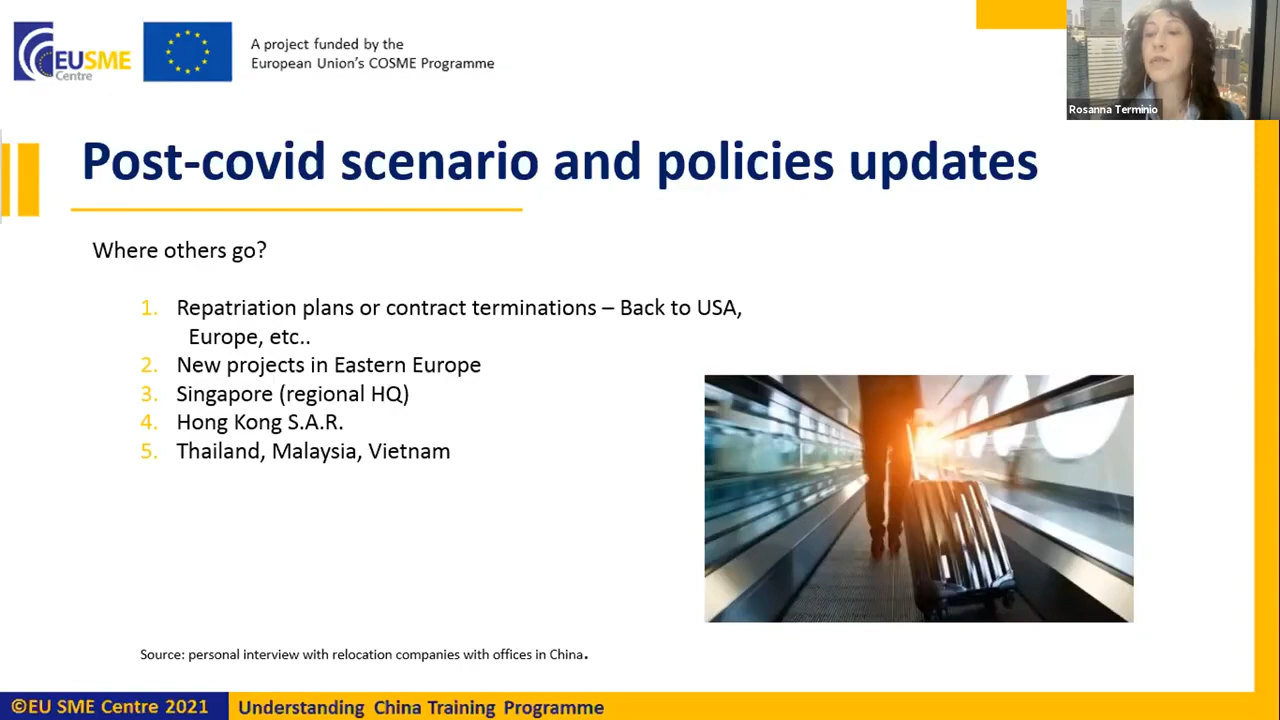 EUSME
Centre
A project funded by the
European Union's COSME Programme
Rosanna Terminio
Post-covid scenario and policies updates
Where others go?
1. Repatriation plans or contract terminations – Back to USA,
Europe, etc..
2. New projects in Eastern Europe
3. Singapore (regional HQ)
4. Hong Kong S.A.R.
5. Thailand, Malaysia, Vietnam
Source: personal interview with relocation companies with offices in China.
©EU SME Centre 2021
Understanding China Training Programme